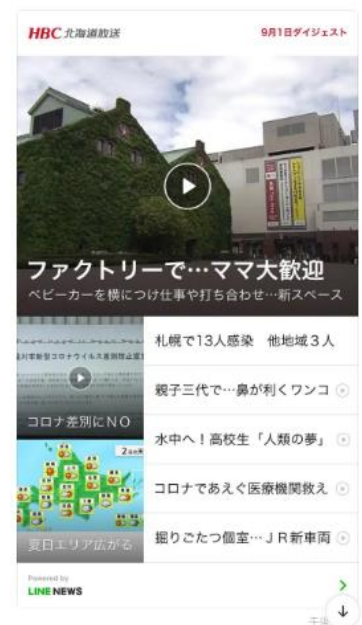 HBC 北海道放送
9月1日ダイジェスト
ファクトリーで…ママ大歓迎
ベビーカーを横につけ仕事や打ち合わせ…新スペース
札幌で13人感染 他地域3人
親子三代で…鼻が利くワンコ
コロナ差別にNO
水中へ!高校生「人類の夢」
コロナであえぐ医療機関救え
夏日エリア広がる
掘りごたつ個室…JR新車両
Powered by
LINE NEWS